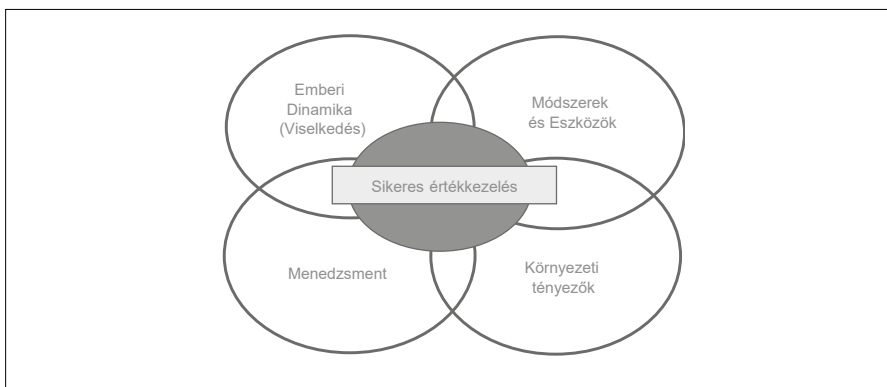 Emberi
Dinamika
(Viselkedés)
Módszerek
és Eszközök
Sikeres értékkezelés
Menedzsment
Környezeti
tényezők